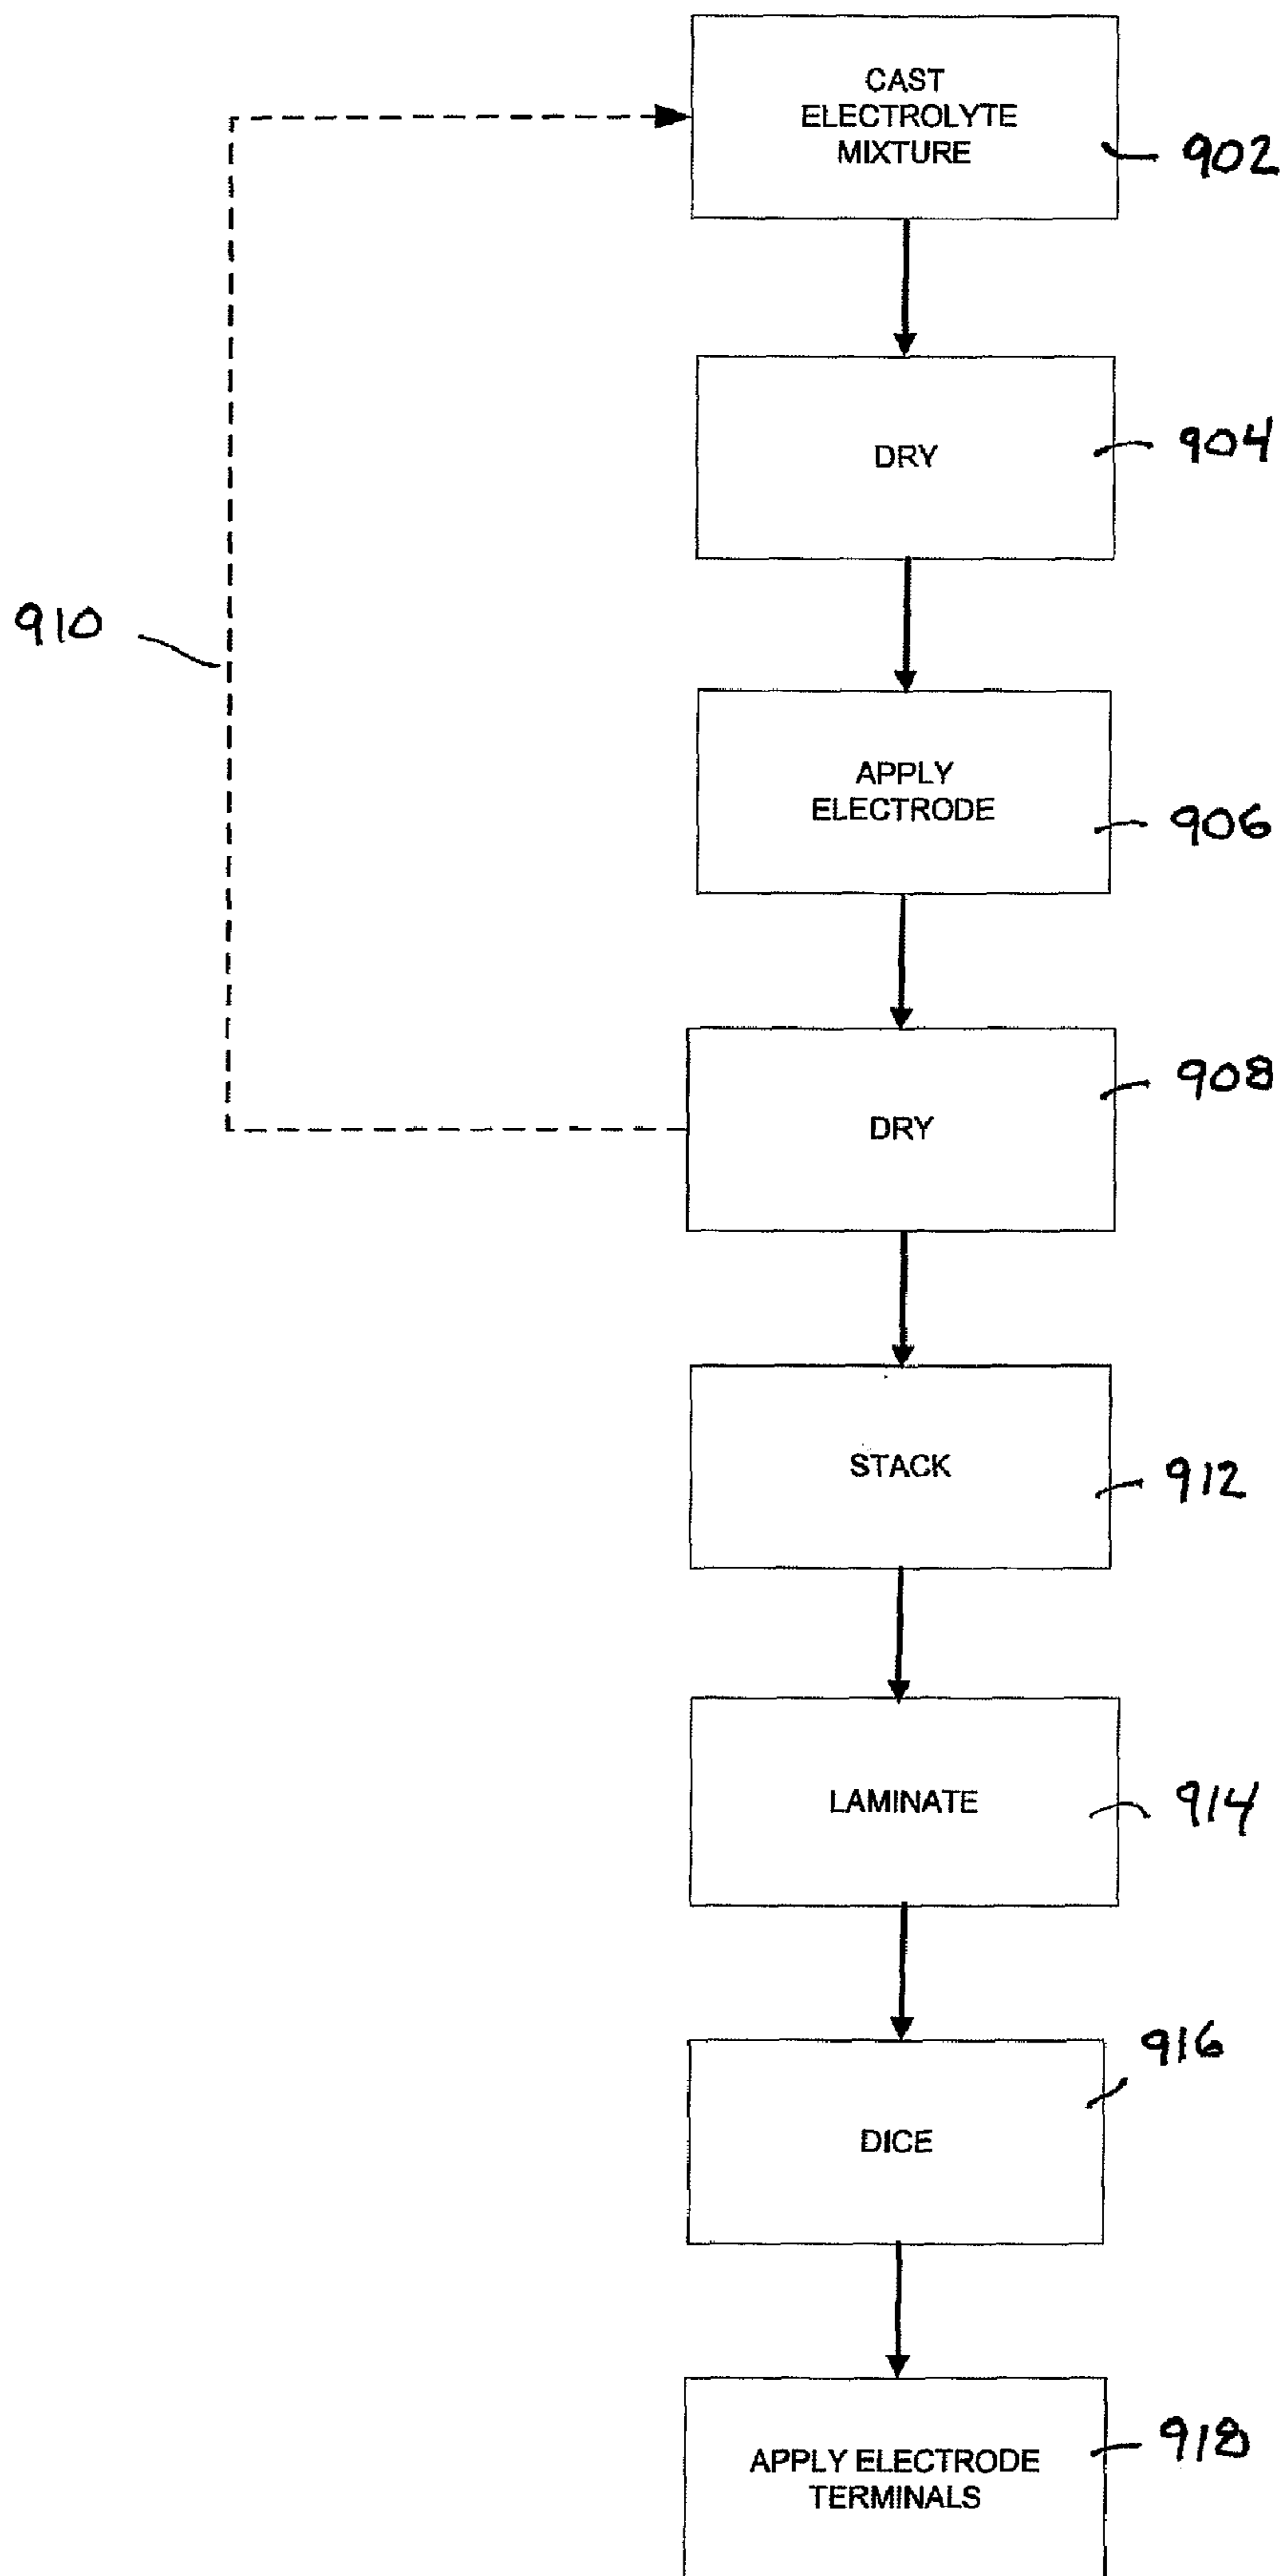 CAST
ELECTROLYTE
MIXTURE
902
DRY
904
910
APPLY
ELECTRODE
906
DRY
908
STACK
912
LAMINATE
914
DICE
916
APPLY ELECTRODE
TERMINALS
918